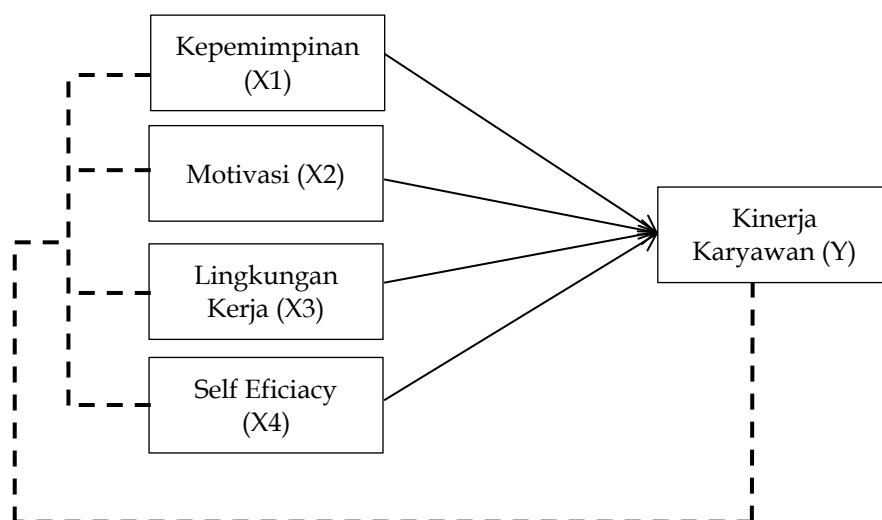 Kepemimpinan
(X1)
Motivasi (X2)
Lingkungan
Kerja (X3)
Self Eficiacy
(X4)
Kinerja
Karyawan (Y)